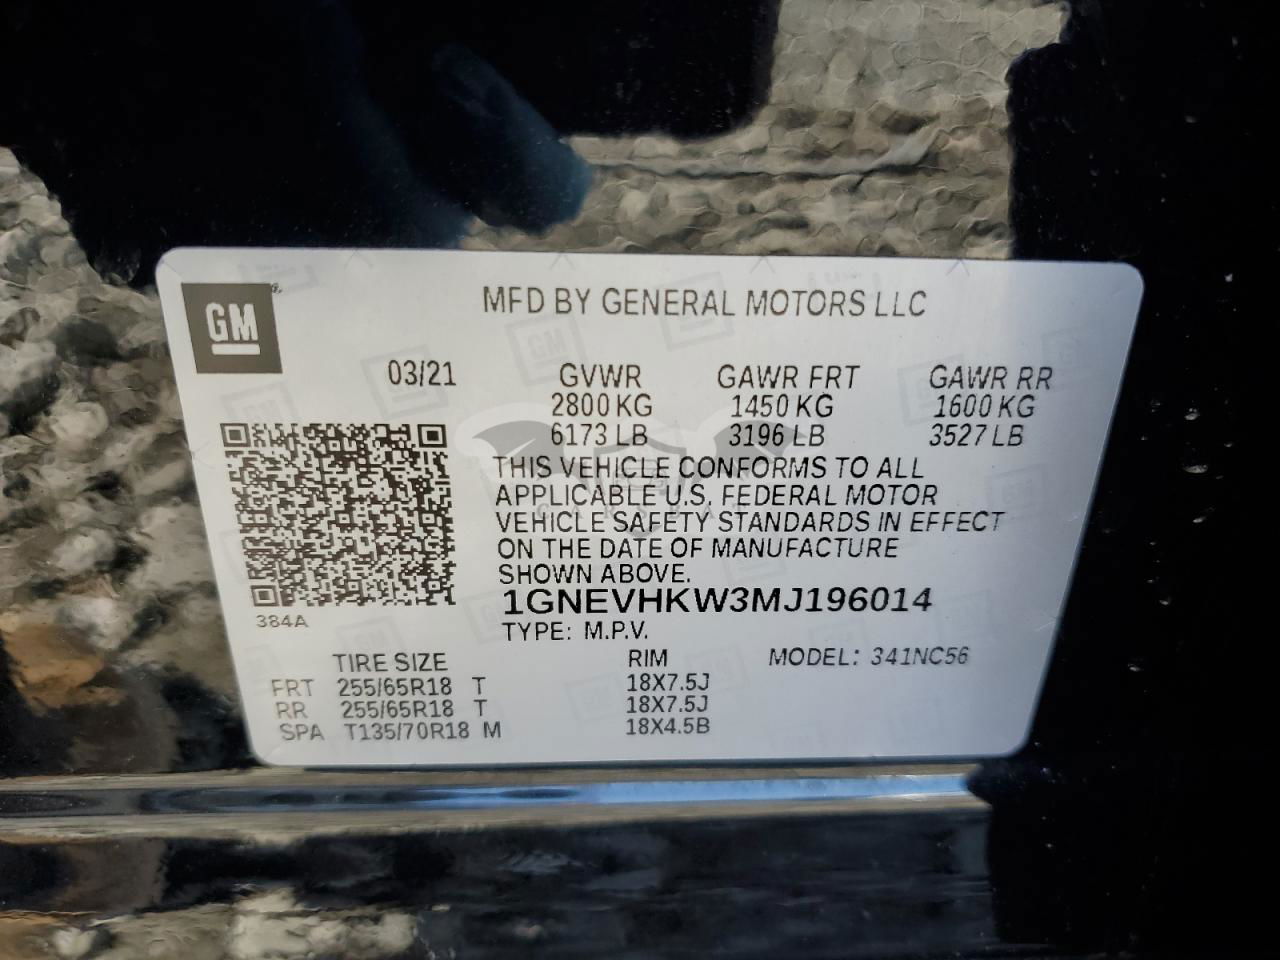 GM
MFD BY GENERAL MOTORS LLC
03/21 GVWR GAWR FRT GAWR RR
2800 KG 1450 KG 1600 KG
6173 LB 3196 LB 3527 LB
THIS VEHICLE CONFORMS TO ALL
APPLICABLE U.S. FEDERAL MOTOR
VEHICLE SAFETY STANDARDS IN EFFECT
ON THE DATE OF MANUFACTURE
SHOWN ABOVE.
1GNEVHKW3MJ196014
384A
TYPE: M.P.V.
TIRE SIZE RIM MODEL: 341NC56
FRT 255/65R18 T 18X7.5J
RR 255/65R18 T 18X7.5J
SPA T135/70R18 M 18X4.5B